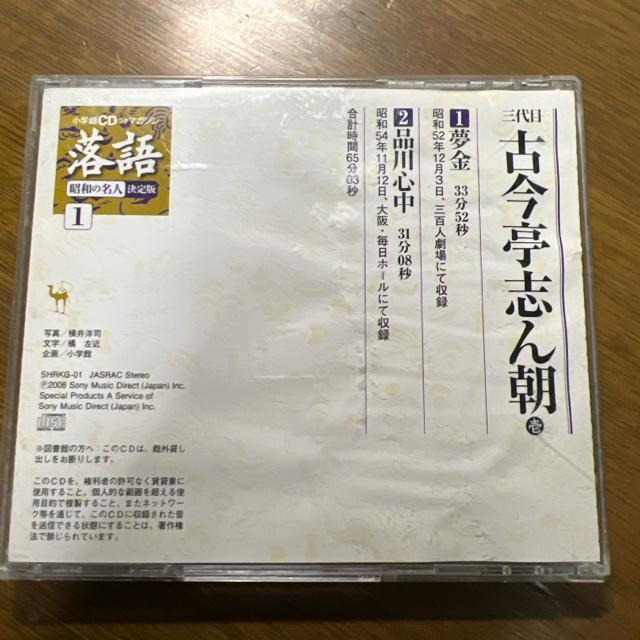 三代目
古今亭志ん朝 壱
1 夢金 33分52秒
昭和52年12月3日、三百人劇場にて収録
2 品川心中 31分08秒
昭和54年11月12日、大阪・毎日ホールにて収録
合計時間65分03秒
小学館CDつきマガジン
落語
昭和の名人 決定版
1
写真/横井洋司
文字/橘 左近
企画/小学館
SHRKG-01 JASRAC Stereo
Ⓟ2008 Sony Music Direct (Japan) Inc.
Special Products A Service of
Sony Music Direct (Japan) Inc.
※図書館の方へ:このCDは、館外貸し
出しをお断りします。
このCDを、権利者の許可なく賃貸業に
使用すること、個人的な範囲を超える使
用目的で複製すること、またネットワー
ク等を通じて、このCDに収録された音
を送信できる状態にすることは、著作権
法で禁じられています。